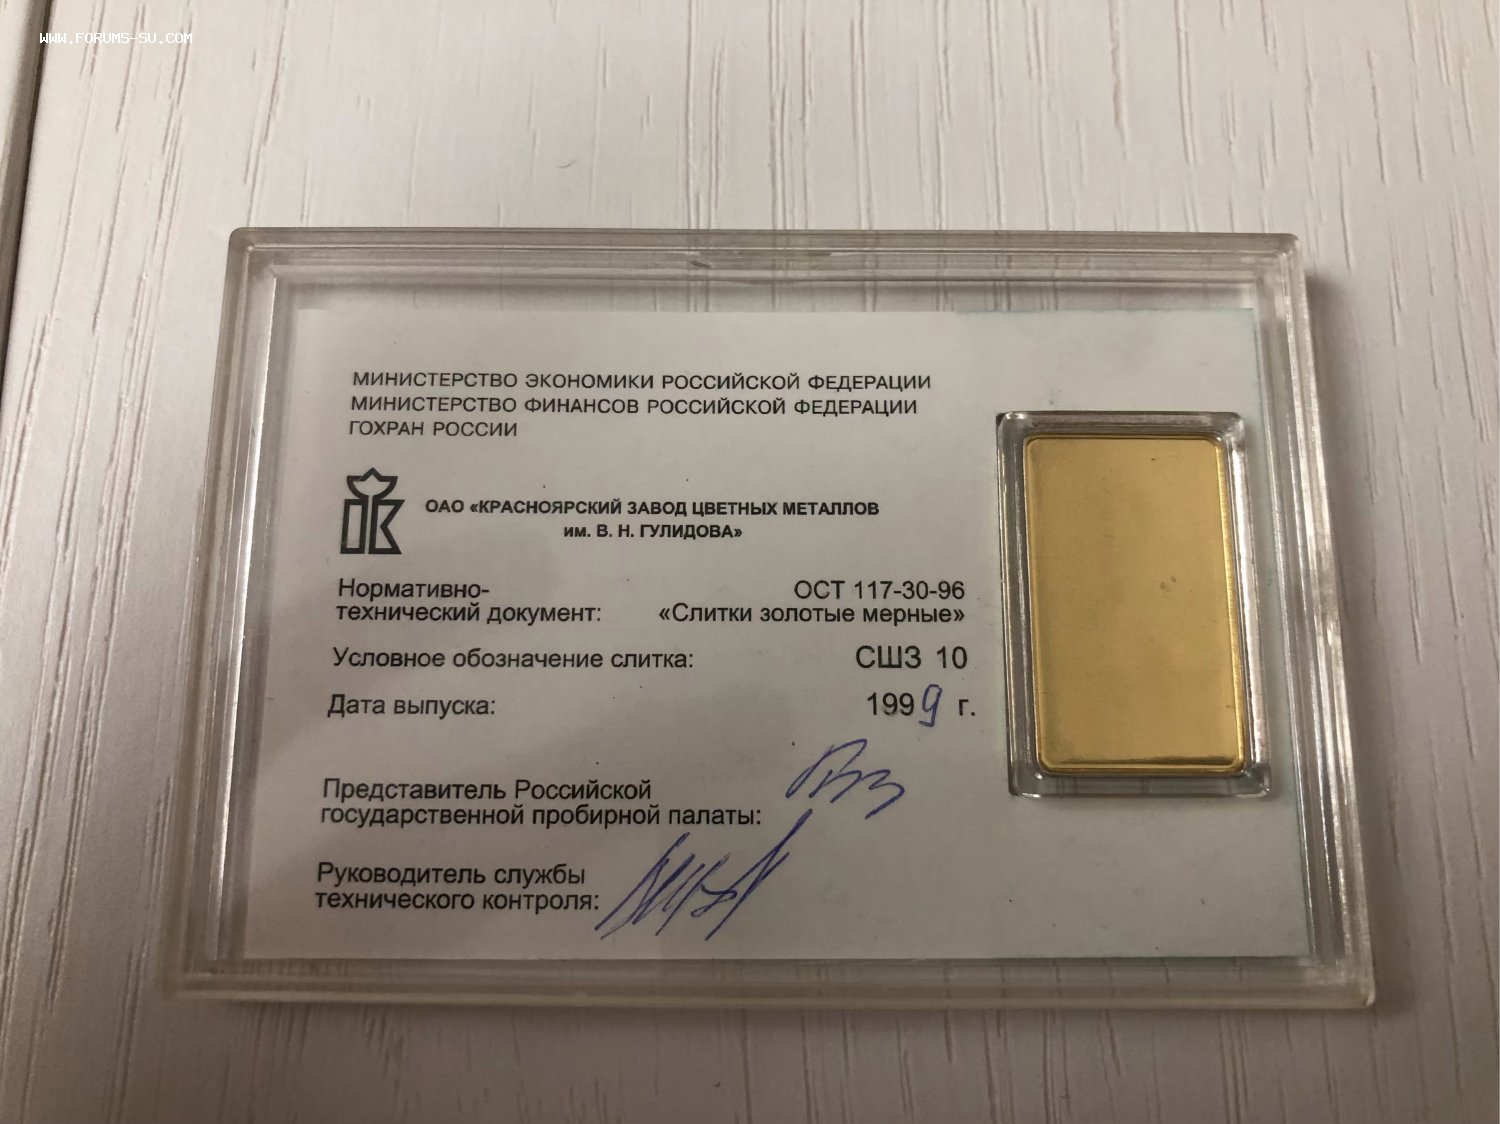 WWW.FORUMS-SU.COM
МИНИСТЕРСТВО ЭКОНОМИКИ РОССИЙСКОЙ ФЕДЕРАЦИИ
МИНИСТЕРСТВО ФИНАНСОВ РОССИЙСКОЙ ФЕДЕРАЦИИ
ГОХРАН РОССИИ
ОАО «КРАСНОЯРСКИЙ ЗАВОД ЦВЕТНЫХ МЕТАЛЛОВ
им. В. Н. ГУЛИДОВА»
Нормативно- ОСТ 117-30-96
технический документ: «Слитки золотые мерные»
Условное обозначение слитка: СШЗ 10
Дата выпуска: 1999 г.
Представитель Российской
государственной пробирной палаты:
Руководитель службы
технического контроля: